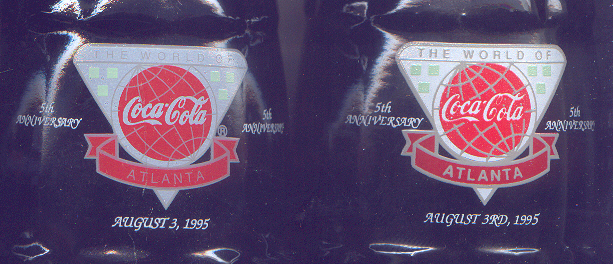 THE WORLD OF
Coca-Cola ®
5th
ANNIVERSARY
5th
ANNIVERSARY
ATLANTA
AUGUST 3, 1995
THE WORLD OF
Coca-Cola
5th
ANNIVERSARY
5th
ANNIVERSARY
ATLANTA
AUGUST 3RD, 1995